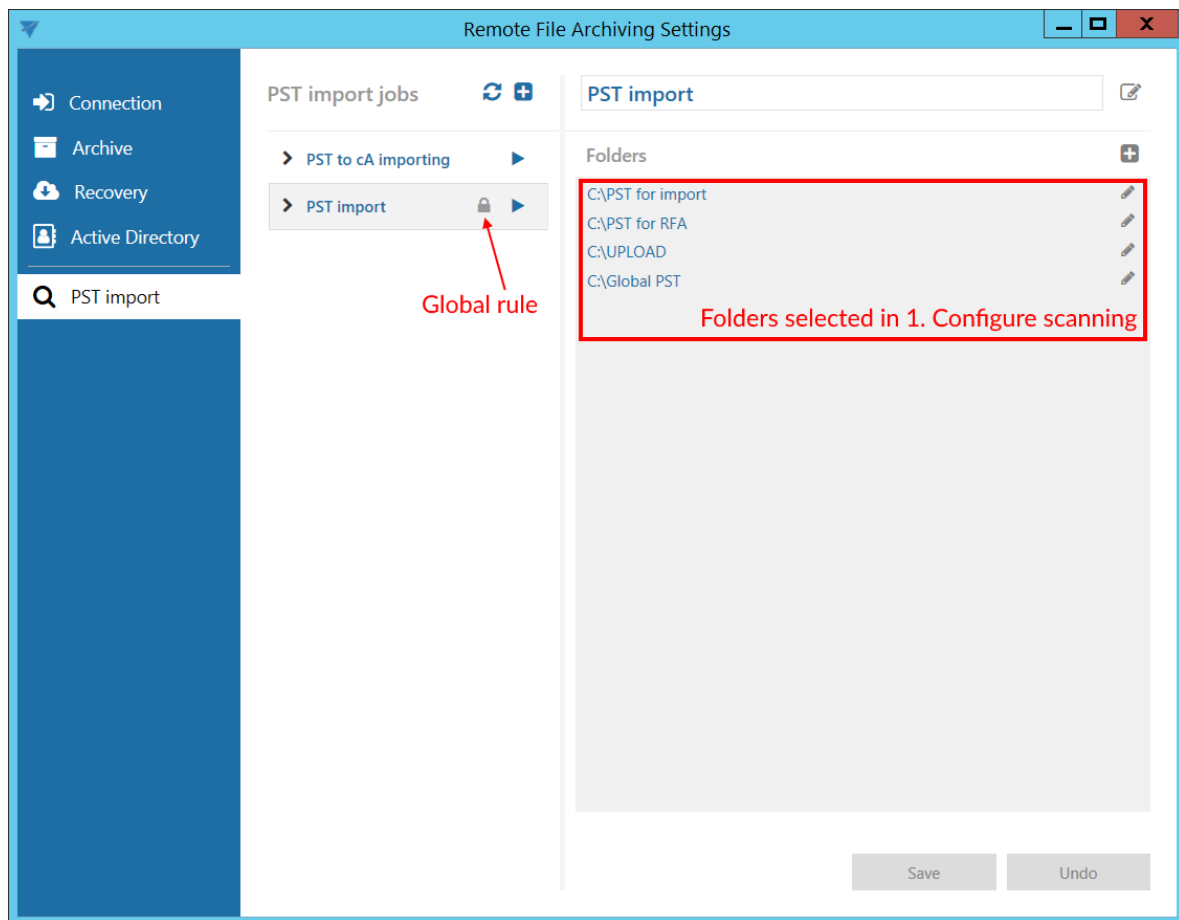 Remote File Archiving Settings
Connection
Archive
Recovery
Active Directory
PST import
PST import jobs
PST to cA importing
PST import
Global rule
PST import
Folders
C:\PST for import
C:\PST for RFA
C:\UPLOAD
C:\Global PST
Folders selected in 1. Configure scanning
Save
Undo